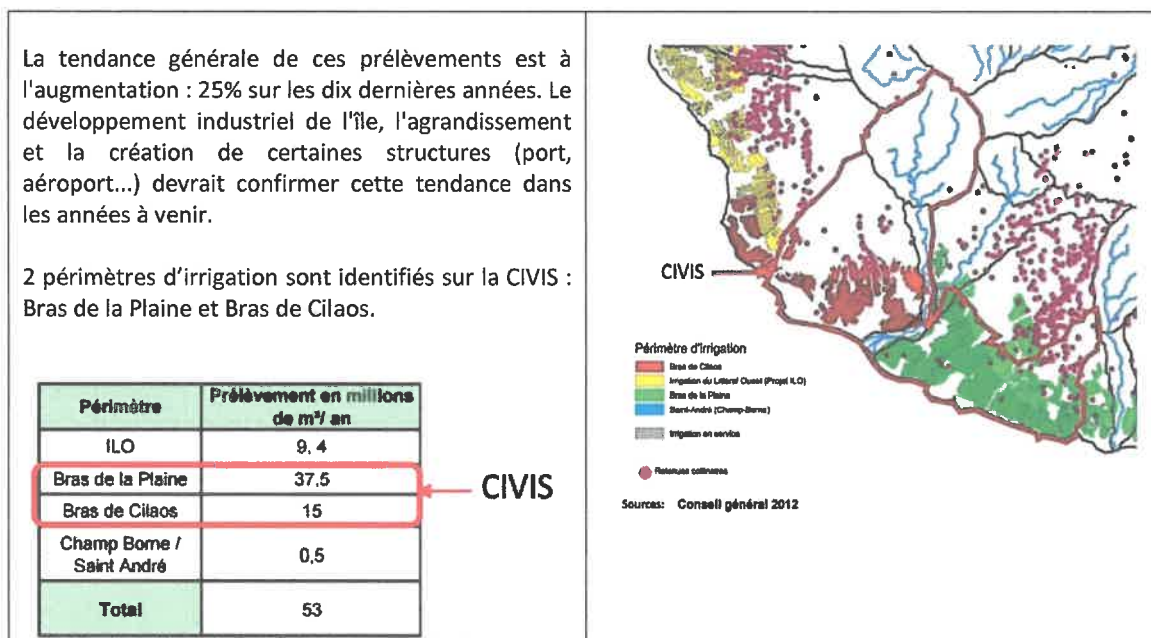 La tendance générale de ces prélèvements est à
l'augmentation : 25% sur les dix dernières années. Le
développement industriel de l'île, l'agrandissement
et la création de certaines structures (port,
aéroport...) devrait confirmer cette tendance dans
les années à venir.
2 périmètres d'irrigation sont identifiés sur la CIVIS :
Bras de la Plaine et Bras de Cilaos.
Périmètre Prélèvement en millions
de m³/ an
ILO 9, 4
Bras de la Plaine 37,5
Bras de Cilaos 15
Champ Borne /
Saint André 0,5
Total 53
CIVIS
CIVIS
Périmètre d'irrigation
Bras de Cilaos
Irrigation du Littoral Ouest (Projet ILO)
Bras de la Plaine
Saint-André (Champ-Borne)
Irrigation en service
Retenues collinaires
Sources: Conseil général 2012